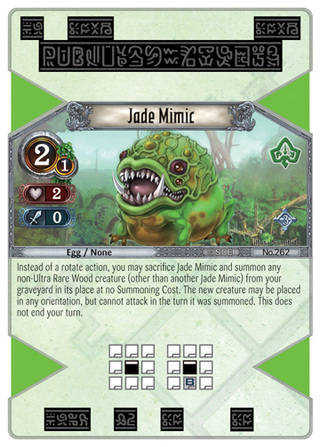 Jade Mimic
2
1
2
0
Egg / None
SCE
No.262
Instead of a rotate action, you may sacrifice Jade Mimic and summon any
non-Ultra Rare Wood creature (other than another Jade Mimic) from your
graveyard in its place at no Summoning Cost. The new creature may be placed
in any orientation, but cannot attack in the turn it was summoned. This does
not end your turn.
B